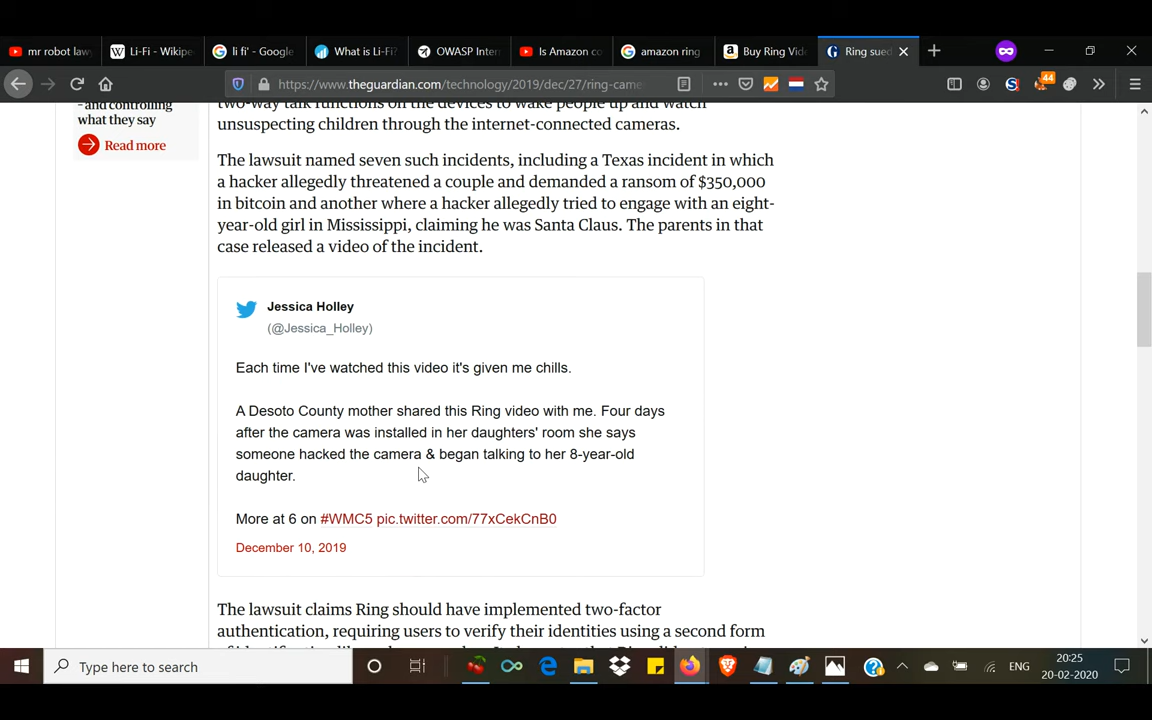 mr robot law
Li-Fi - Wikipe
li fi' - Google
What is Li-Fi?
OWASP Inter
Is Amazon co
amazon ring
Buy Ring Vid
Ring sued
https://www.theguardian.com/technology/2019/dec/27/ring-came
44
- and controlling
what they say
Read more
two-way talk functions on the devices to wake people up and watch
unsuspecting children through the internet-connected cameras.
The lawsuit named seven such incidents, including a Texas incident in which
a hacker allegedly threatened a couple and demanded a ransom of $350,000
in bitcoin and another where a hacker allegedly tried to engage with an eight-
year-old girl in Mississippi, claiming he was Santa Claus. The parents in that
case released a video of the incident.
Jessica Holley
(@Jessica_Holley)
Each time I've watched this video it's given me chills.
A Desoto County mother shared this Ring video with me. Four days
after the camera was installed in her daughters' room she says
someone hacked the camera & began talking to her 8-year-old
daughter.
More at 6 on #WMC5 pic.twitter.com/77xCekCnB0
December 10, 2019
The lawsuit claims Ring should have implemented two-factor
authentication, requiring users to verify their identities using a second form
Type here to search
ENG
20:25
20-02-2020